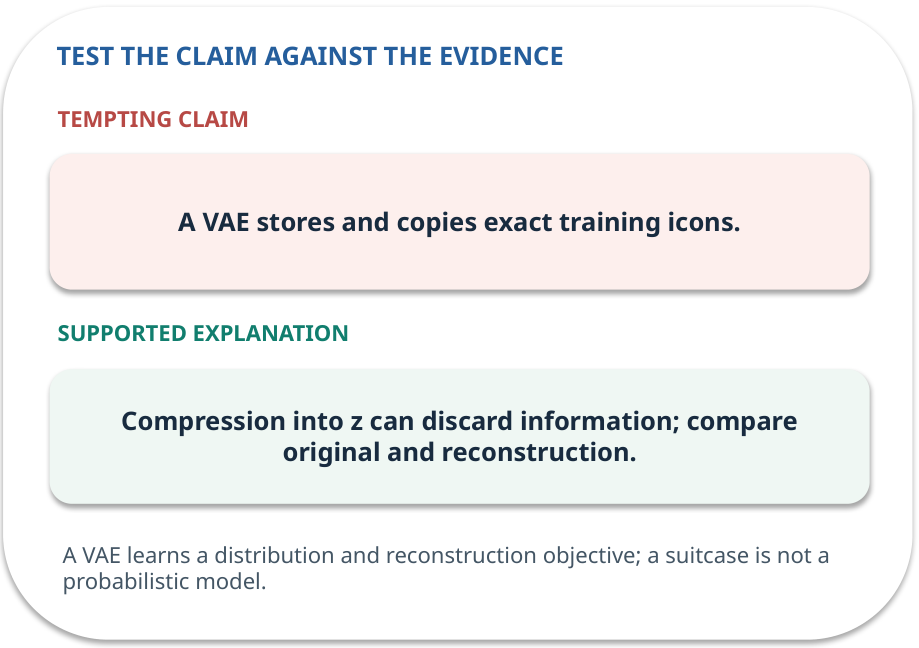 TEST THE CLAIM AGAINST THE EVIDENCE
TEMPTING CLAIM
A VAE stores and copies exact training icons.
SUPPORTED EXPLANATION
Compression into z can discard information; compare
original and reconstruction.
A VAE learns a distribution and reconstruction objective; a suitcase is not a
probabilistic model.